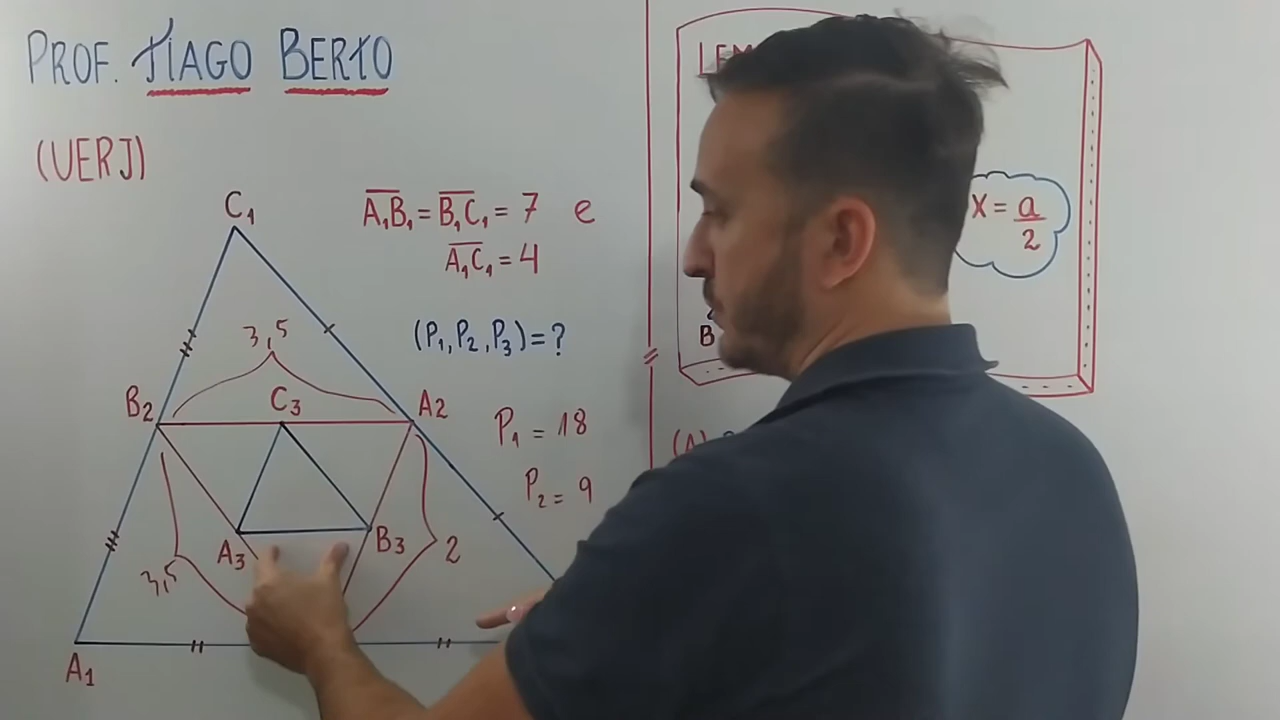 PROF. TIAGO BERTO
(UERJ)
C₁
A₁B₁ = B₁C₁ = 7 e
A₁C₁ = 4
(P₁, P₂, P₃) = ?
3,5
B₂
C₃
A₂
P₁ = 18
P₂ = 9
A₃
B₃
2
3,5
A₁
X = a/2
B
(A)